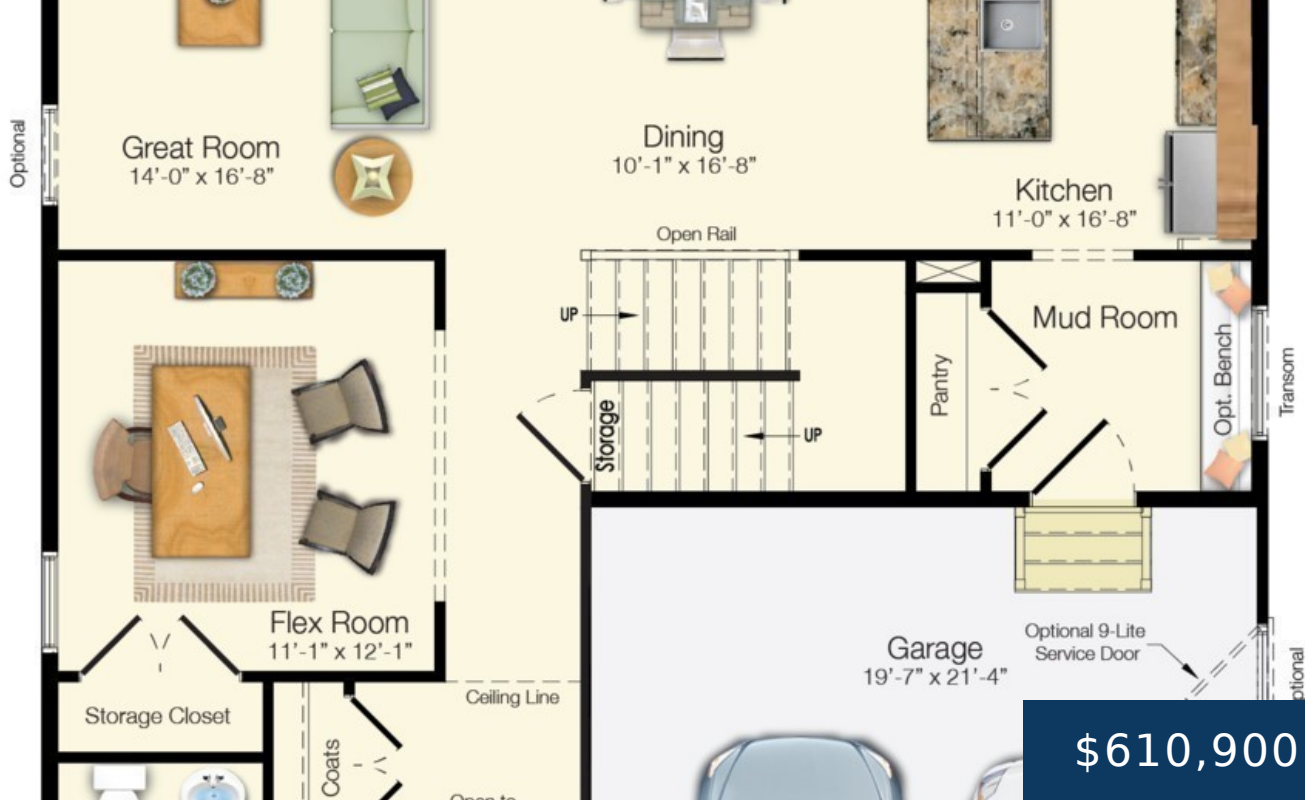 Optional
Great Room
14'-0" x 16'-8"
Dining
10'-1" x 16'-8"
Kitchen
11'-0" x 16'-8"
Open Rail
UP
Storage
UP
Pantry
Mud Room
Opt. Bench
Transom
Flex Room
11'-1" x 12'-1"
Ceiling Line
Storage Closet
Coats
Garage
19'-7" x 21'-4"
Optional 9-Lite
Service Door
$610,900